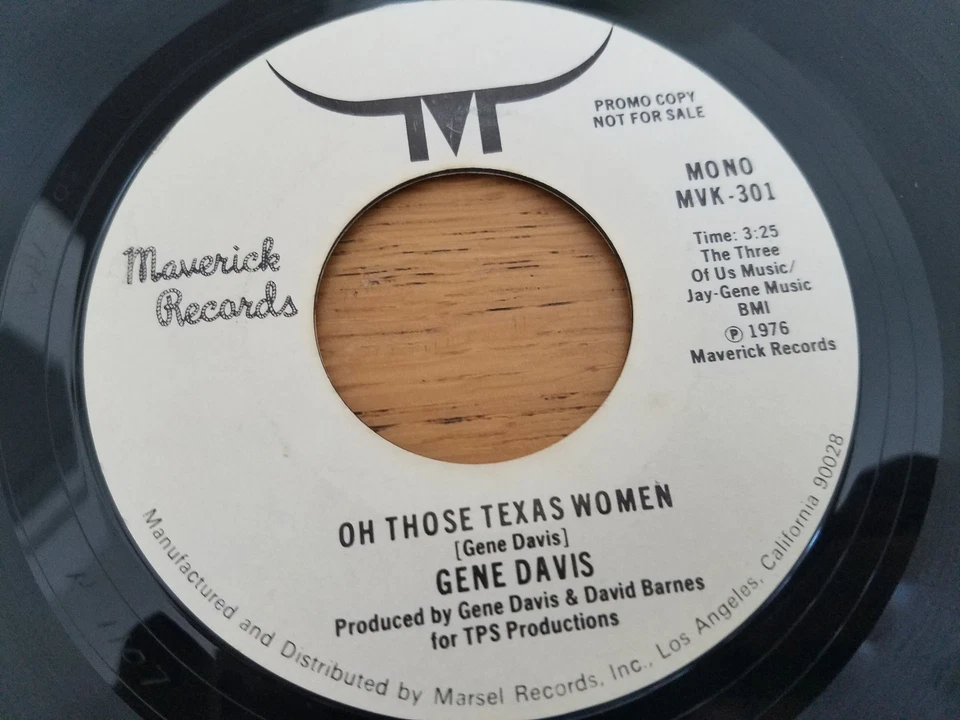 M
PROMO COPY
NOT FOR SALE
MONO
MVK-301
Maverick
Records
Time: 3:25
The Three
Of Us Music/
Jay-Gene Music
BMI
Ⓟ 1976
Maverick Records
OH THOSE TEXAS WOMEN
[Gene Davis]
GENE DAVIS
Produced by Gene Davis & David Barnes
for TPS Productions
Manufactured and Distributed by Marsel Records, Inc., Los Angeles, California 90028